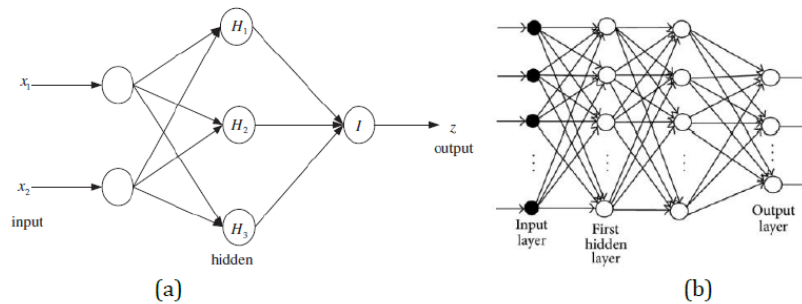 H1
x1
H2
I
z
output
x2
input
H3
hidden
(a)
Input
layer
First
hidden
layer
Output
layer
(b)